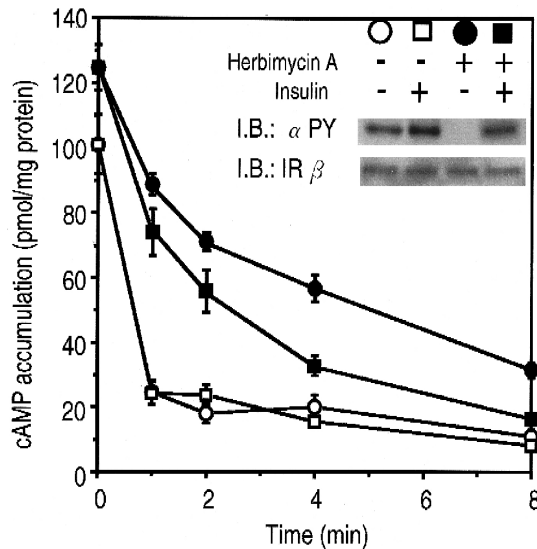 Herbimycin A - - + +
Insulin - + - +
I.B.: α PY
I.B.: IR β
cAMP accumulation (pmol/mg protein)
140
120
100
80
60
40
20
0
0 2 4 6 8
Time (min)